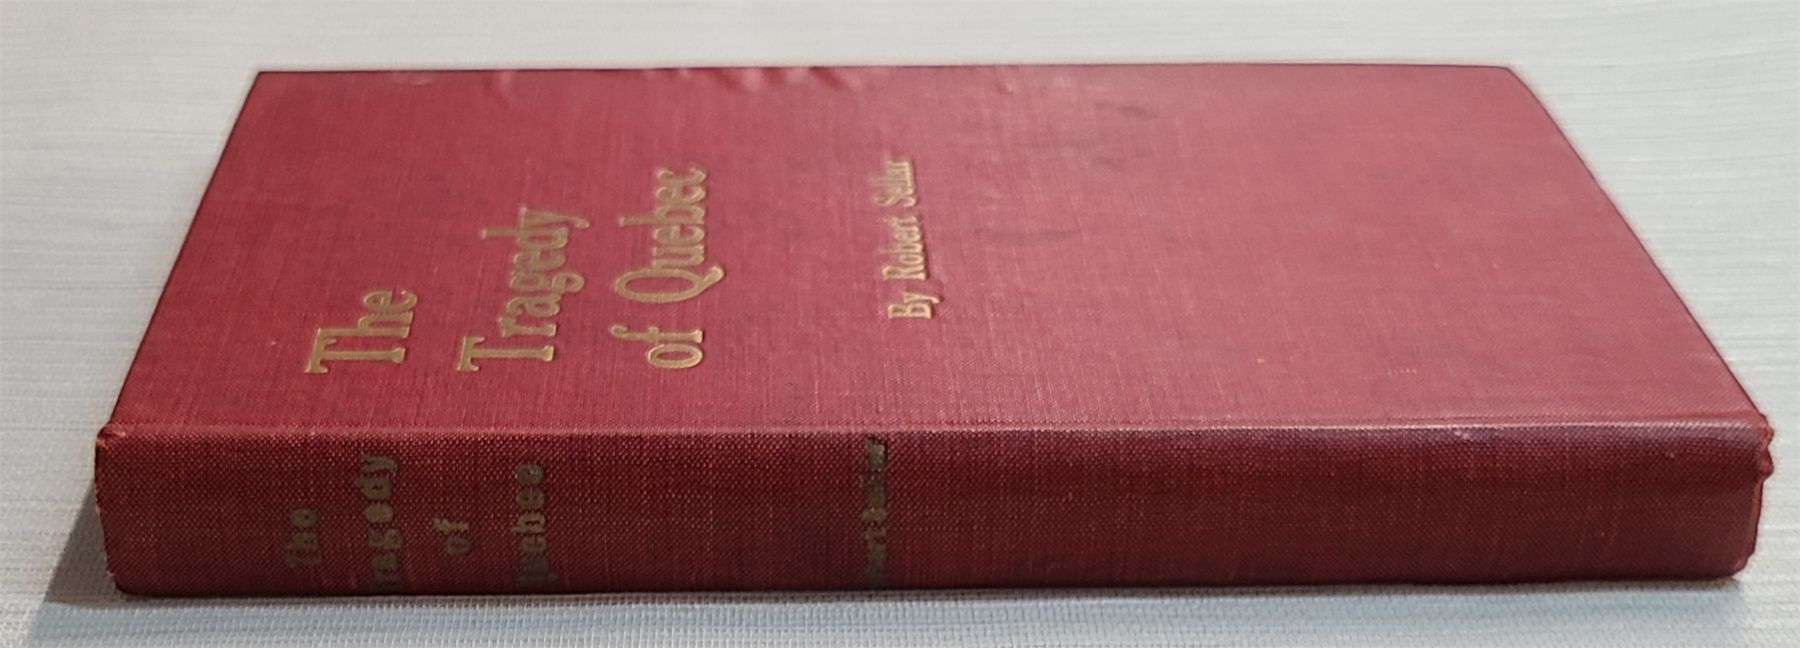 The
Tragedy
of Quebec
By Robert Sellar
The
Tragedy
of
Quebec
Robert Sellar